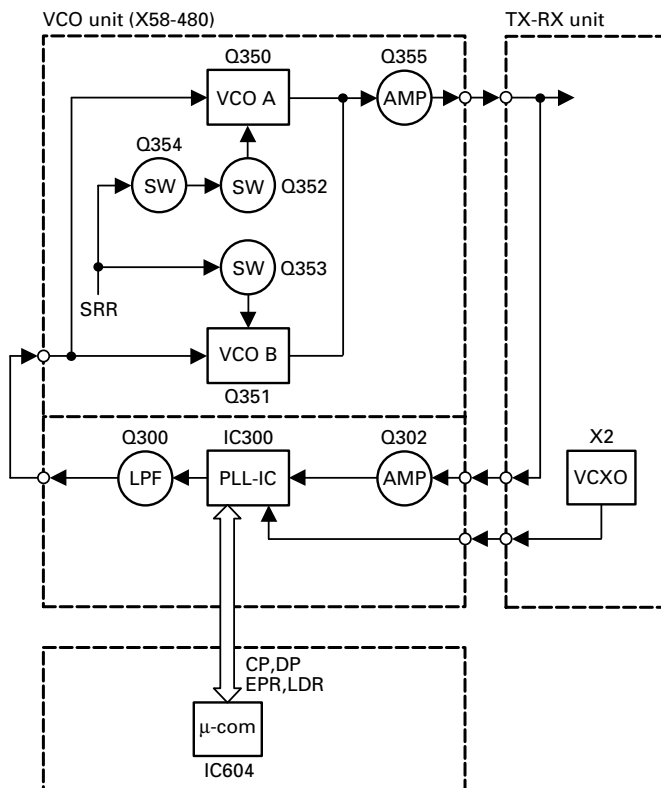 VCO unit (X58-480)
TX-RX unit
Q350
Q355
VCO A
AMP
Q354
SW
SW
Q352
SW
Q353
SRR
VCO B
Q351
Q300
IC300
Q302
X2
LPF
PLL-IC
AMP
VCXO
CP,DP
EPR,LDR
μ-com
IC604